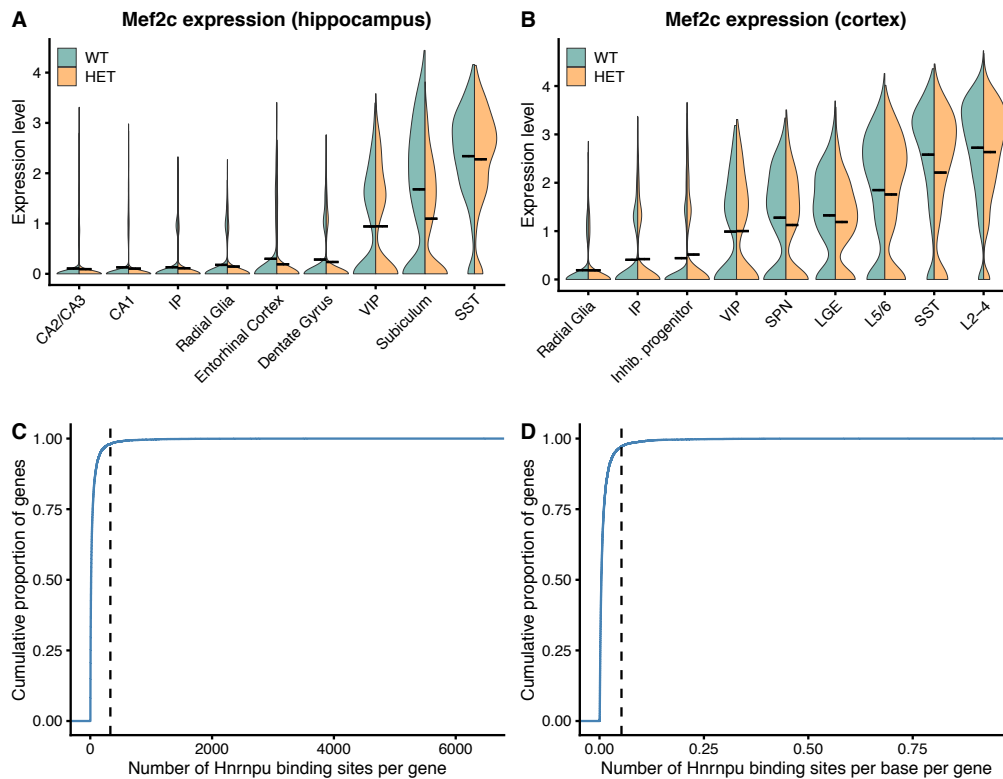 A
Mef2c expression (hippocampus)
WT
HET
Expression level
4
3
2
1
0
CA2/CA3
CA1
IP
Radial Glia
Entorhinal Cortex
Dentate Gyrus
VIP
Subiculum
SST
B
Mef2c expression (cortex)
WT
HET
Expression level
4
3
2
1
0
Radial Glia
IP
Inhib. progenitor
VIP
SPN
LGE
L5/6
SST
L2-4
C
Cumulative proportion of genes
1.00
0.75
0.50
0.25
0.00
0
2000
4000
6000
Number of Hnrnpu binding sites per gene
D
Cumulative proportion of genes
1.00
0.75
0.50
0.25
0.00
0.00
0.25
0.50
0.75
Number of Hnrnpu binding sites per base per gene